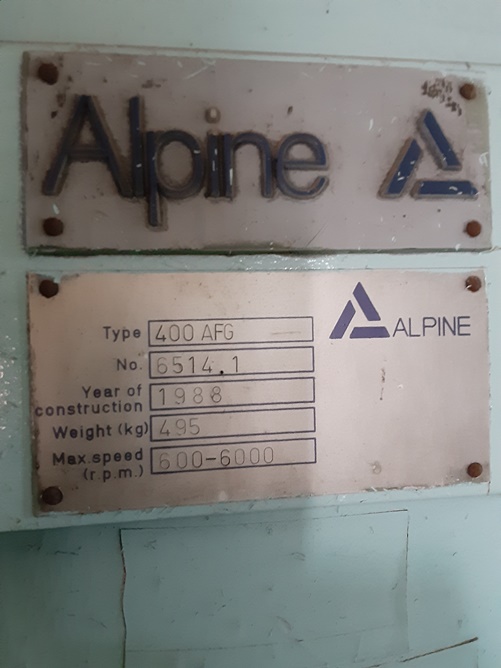 Alpine
ALPINE
Type 400 AFG
No. 6514.1
Year of construction 1988
Weight (kg) 495
Max.speed (r.p.m.) 600-6000